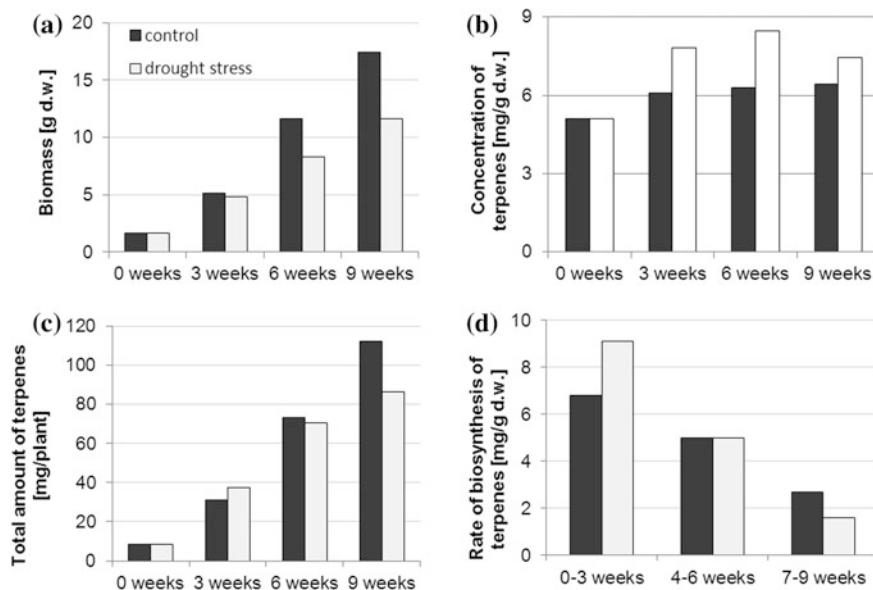 (a)
Biomass [g d.w.]
20
15
10
5
0
control
drought stress
0 weeks 3 weeks 6 weeks 9 weeks
(b)
Concentration of
terpenes [mg/g d.w.]
9
6
3
0
0 weeks 3 weeks 6 weeks 9 weeks
(c)
Total amount of terpenes
[mg/plant]
120
100
80
60
40
20
0
0 weeks 3 weeks 6 weeks 9 weeks
(d)
Rate of biosynthesis of
terpenes [mg/g d.w.]
10
8
6
4
2
0
0-3 weeks 4-6 weeks 7-9 weeks